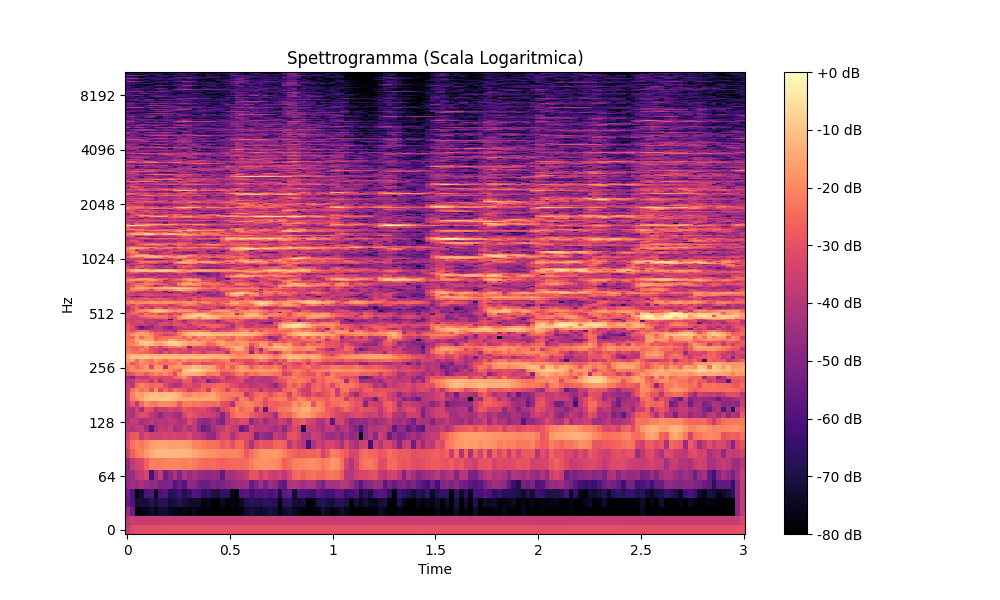 Spettrogramma (Scala Logaritmica)
Hz
8192
4096
2048
1024
512
256
128
64
0
0
0.5
1
1.5
2
2.5
3
Time
+0 dB
-10 dB
-20 dB
-30 dB
-40 dB
-50 dB
-60 dB
-70 dB
-80 dB